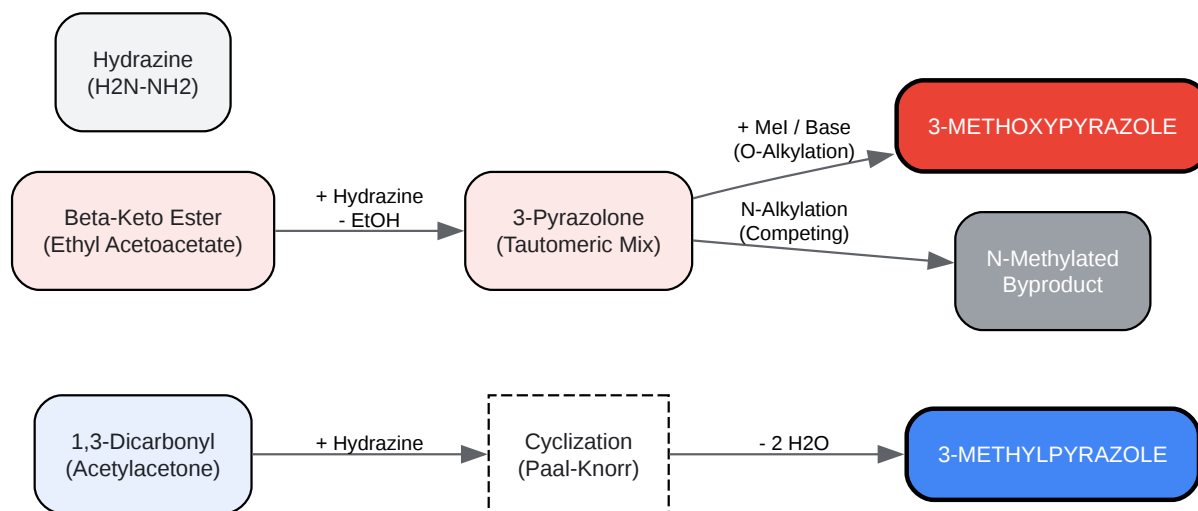 Hydrazine
(H2N-NH2)
Beta-Keto Ester
(Ethyl Acetoacetate)
+ Hydrazine
- EtOH
3-Pyrazolone
(Tautomeric Mix)
+ MeI / Base
(O-Alkylation)
3-METHOXYPYRAZOLE
N-Alkylation
(Competing)
N-Methylated
Byproduct
1,3-Dicarbonyl
(Acetylacetone)
+ Hydrazine
Cyclization
(Paal-Knorr)
- 2 H2O
3-METHYLPYRAZOLE